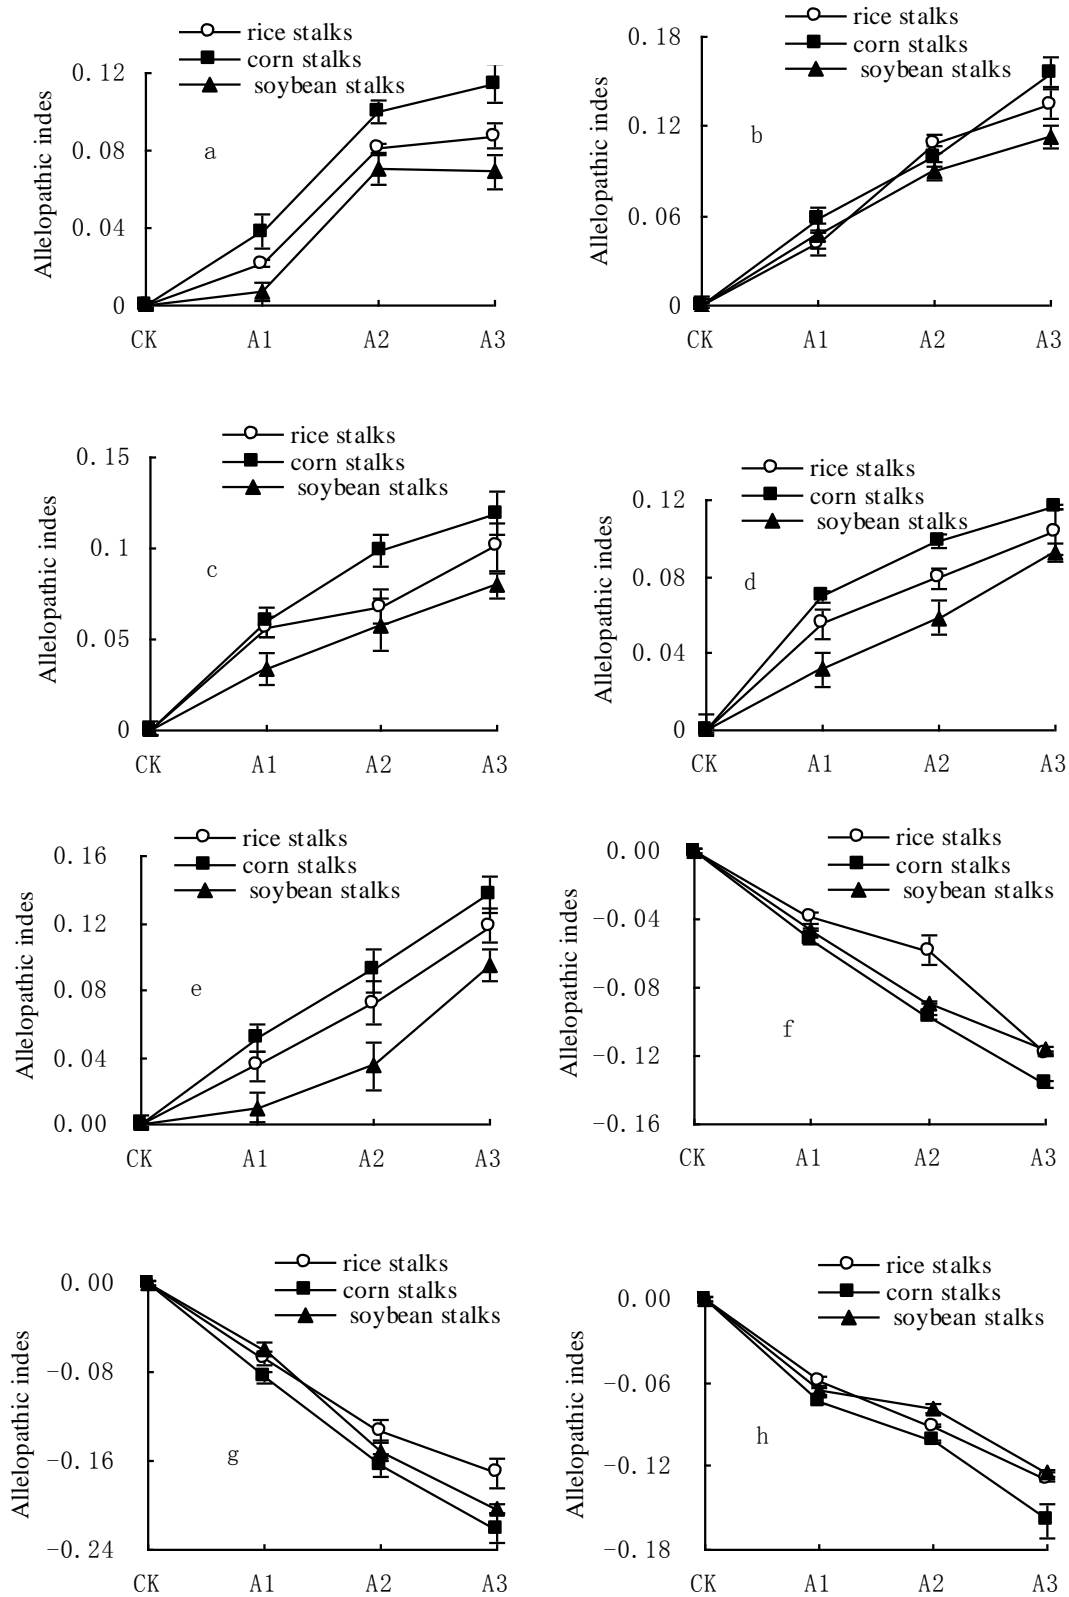 rice stalks
corn stalks
soybean stalks
0.12
0.08
0.04
0
Allelopathic indes
a
CK A1 A2 A3
rice stalks
corn stalks
soybean stalks
0.18
0.12
0.06
0
Allelopathic indes
b
CK A1 A2 A3
rice stalks
corn stalks
soybean stalks
0.15
0.1
0.05
0
Allelopathic indes
c
CK A1 A2 A3
rice stalks
corn stalks
soybean stalks
0.12
0.08
0.04
0
Allelopathic indes
d
CK A1 A2 A3
rice stalks
corn stalks
soybean stalks
0.16
0.12
0.08
0.04
0.00
Allelopathic indes
e
CK A1 A2 A3
rice stalks
corn stalks
soybean stalks
0.00
-0.04
-0.08
-0.12
-0.16
Allelopathic indes
f
CK A1 A2 A3
rice stalks
corn stalks
soybean stalks
0.00
-0.08
-0.16
-0.24
Allelopathic indes
g
CK A1 A2 A3
rice stalks
corn stalks
soybean stalks
0.00
-0.06
-0.12
-0.18
Allelopathic indes
h
CK A1 A2 A3